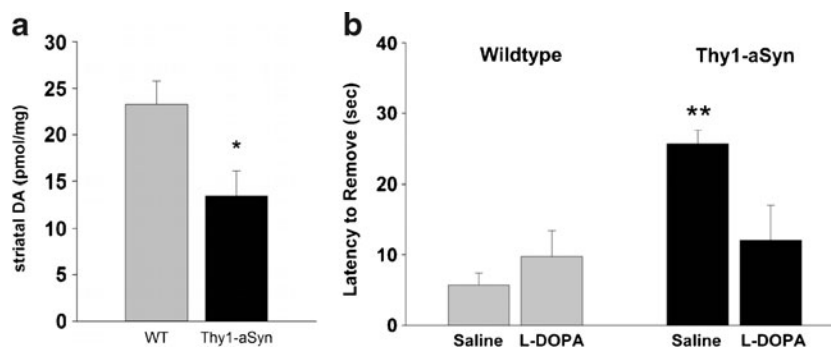 a
striatal DA (pmol/mg)
30
25
20
15
10
5
0
*
WT Thy1-aSyn
b
Latency to Remove (sec)
40
30
20
10
0
Wildtype Thy1-aSyn
**
Saline L-DOPA Saline L-DOPA